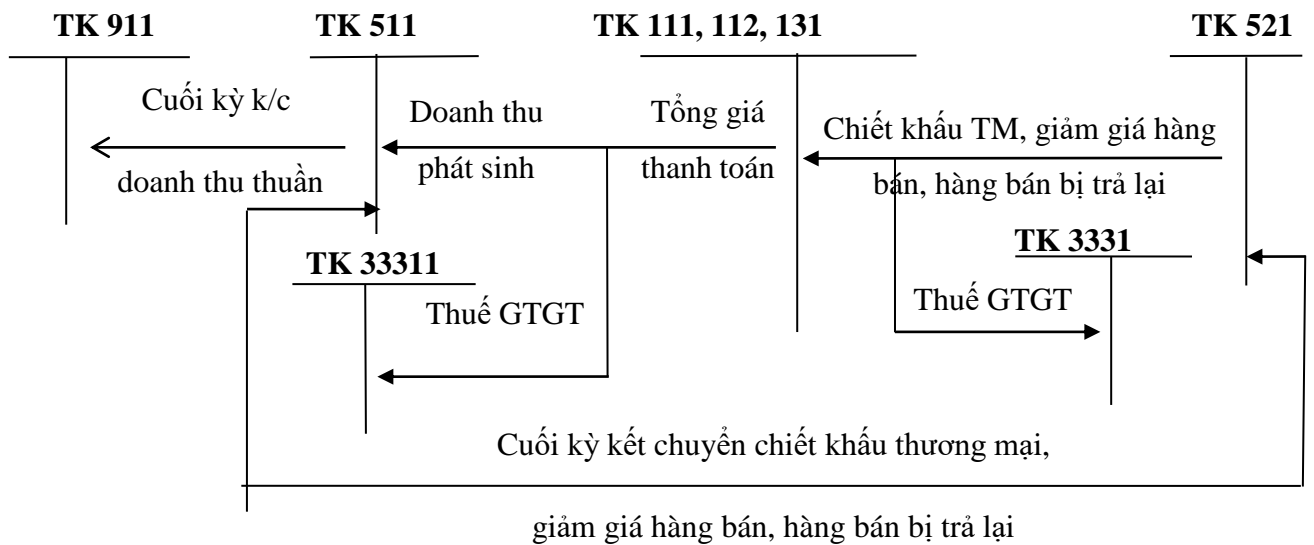 TK 911 TK 511 TK 111, 112, 131 TK 521
Cuối kỳ k/c
doanh thu thuần
Doanh thu
phát sinh
Tổng giá
thanh toán
Chiết khấu TM, giảm giá hàng
bán, hàng bán bị trả lại
TK 33311
Thuế GTGT
TK 3331
Thuế GTGT
Cuối kỳ kết chuyển chiết khấu thương mại,
giảm giá hàng bán, hàng bán bị trả lại